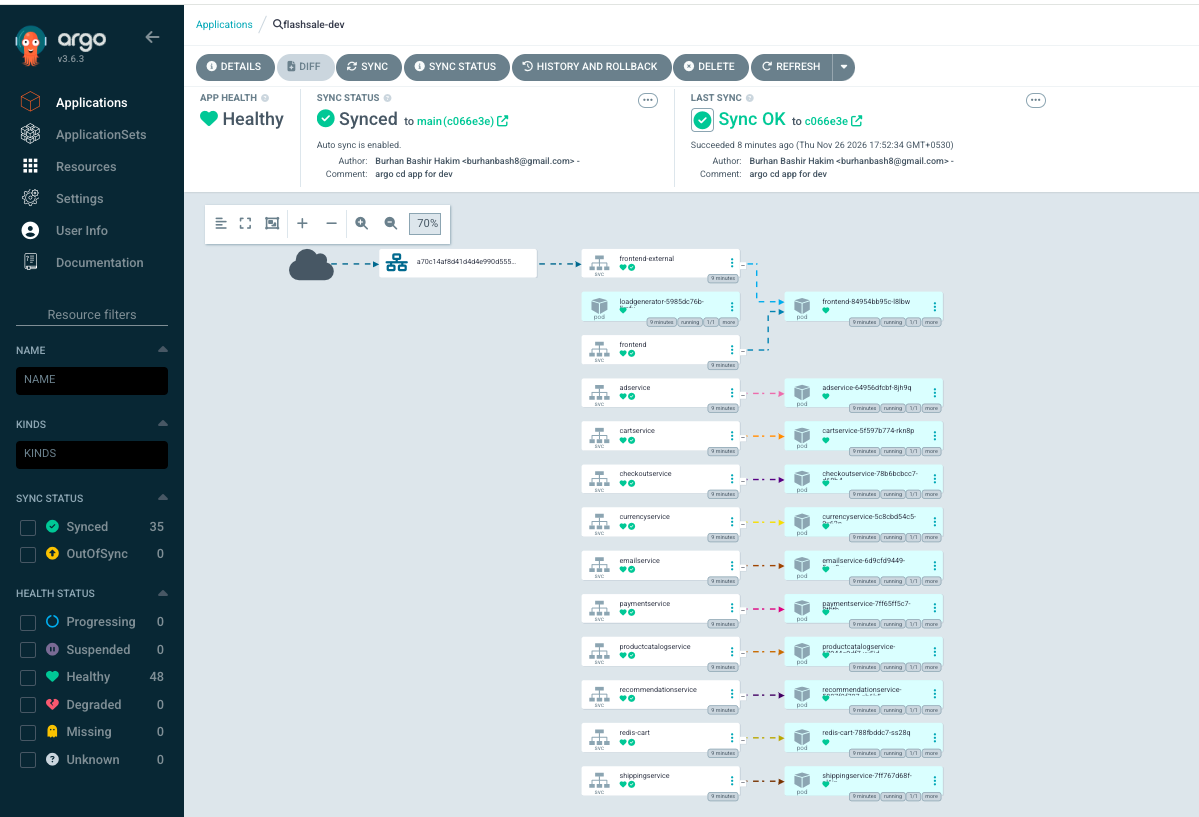 argo
v3.6.3
Applications
ApplicationSets
Resources
Settings
User Info
Documentation
Resource filters
NAME
NAME
KINDS
KINDS
SYNC STATUS
Synced 35
OutOfSync 0
HEALTH STATUS
Progressing 0
Suspended 0
Healthy 48
Degraded 0
Missing 0
Unknown 0
Applications / flashsale-dev
DETAILS DIFF SYNC SYNC STATUS HISTORY AND ROLLBACK DELETE REFRESH
APP HEALTH
Healthy
SYNC STATUS
Synced to main (c066e3e)
Auto sync is enabled.
Author: Burhan Bashir Hakim <burhanbash8@gmail.com> -
Comment: argo cd app for dev
LAST SYNC
Sync OK to c066e3e
Succeeded 8 minutes ago (Thu Nov 26 2026 17:52:34 GMT+0530)
Author: Burhan Bashir Hakim <burhanbash8@gmail.com> -
Comment: argo cd app for dev
70%
a70c14af8d41d4d4e990d555...
frontend-external
svc
9 minutes
loadgenerator-5985dc76b-
pod
9 minutes running 1/1 more
frontend-84954bb95c-l8lbw
pod
9 minutes running 1/1 more
frontend
svc
9 minutes
adservice
svc
9 minutes
adservice-64956dfcbf-8jh9q
pod
9 minutes running 1/1 more
cartservice
svc
9 minutes
cartservice-5f597b774-rkn8p
pod
9 minutes running 1/1 more
checkoutservice
svc
9 minutes
checkoutservice-78b6bcbcc7-
pod
9 minutes running 1/1 more
currencyservice
svc
9 minutes
currencyservice-5c8cbd54c5-
pod
9 minutes running 1/1 more
emailservice
svc
9 minutes
emailservice-6d9cfd9449-
pod
9 minutes running 1/1 more
paymentservice
svc
9 minutes
paymentservice-7ff65ff5c7-
pod
9 minutes running 1/1 more
productcatalogservice
svc
9 minutes
productcatalogservice-
pod
9 minutes running 1/1 more
recommendationservice
svc
9 minutes
recommendationservice-
pod
9 minutes running 1/1 more
redis-cart
svc
9 minutes
redis-cart-788fbddc7-ss28q
pod
9 minutes running 1/1 more
shippingservice
svc
9 minutes
shippingservice-7ff767d68f-
pod
9 minutes running 1/1 more